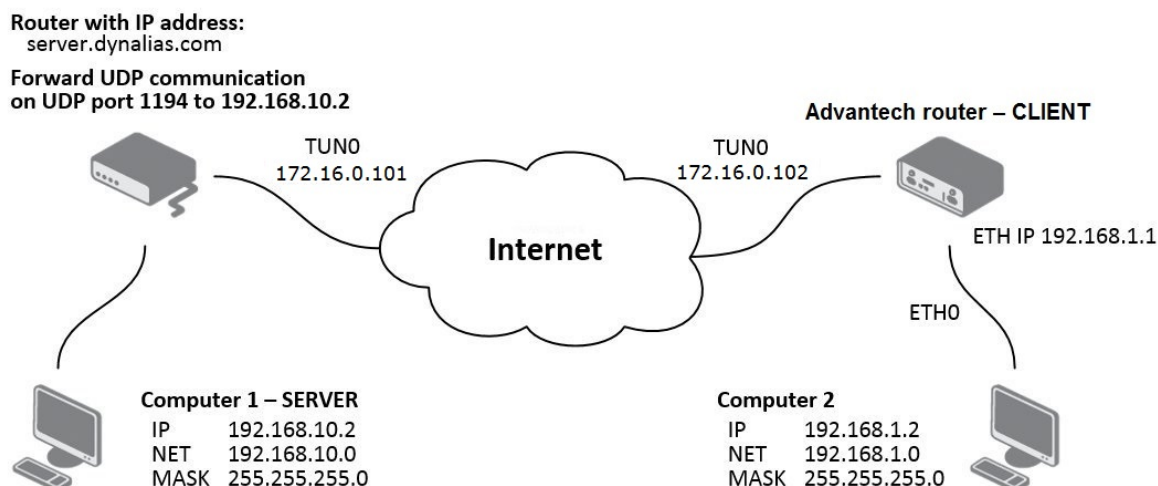 Router with IP address:
server.dynalias.com
Forward UDP communication
on UDP port 1194 to 192.168.10.2
Advantech router – CLIENT
TUN0
172.16.0.101
TUN0
172.16.0.102
Internet
ETH IP 192.168.1.1
ETH0
Computer 1 – SERVER
IP 192.168.10.2
NET 192.168.10.0
MASK 255.255.255.0
Computer 2
IP 192.168.1.2
NET 192.168.1.0
MASK 255.255.255.0